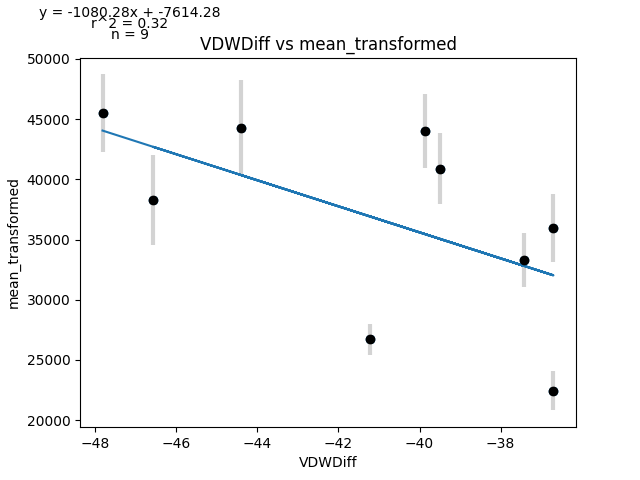 y = -1080.28x + -7614.28
r^2 = 0.32
n = 9
VDWDiff vs mean_transformed
50000
45000
40000
35000
30000
25000
20000
mean_transformed
−48 −46 −44 −42 −40 −38
VDWDiff